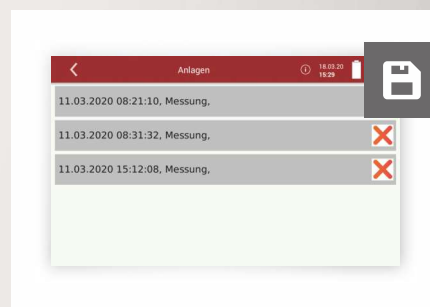 Anlagen
18.03.20
15:29
11.03.2020 08:21:10, Messung,
11.03.2020 08:31:32, Messung,
11.03.2020 15:12:08, Messung,